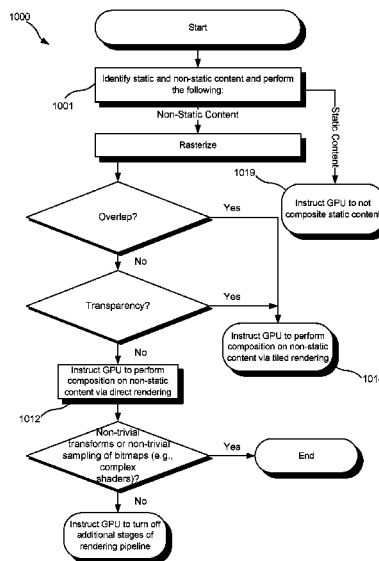 1000
Start
Identify static and non-static content and perform
the following:
1001
Non-Static Content
Static Content
Rasterize
1019
Instruct GPU to not
composite static content
Overlap?
Yes
No
Transparency?
Yes
No
Instruct GPU to perform
composition on non-static
content via tiled rendering
Instruct GPU to perform
composition on non-static
content via direct rendering
1012
Non-trivial
transforms or non-trivial
sampling of bitmaps (e.g.,
complex
shaders)?
Yes
End
No
Instruct GPU to turn off
additional stages of
rendering pipeline